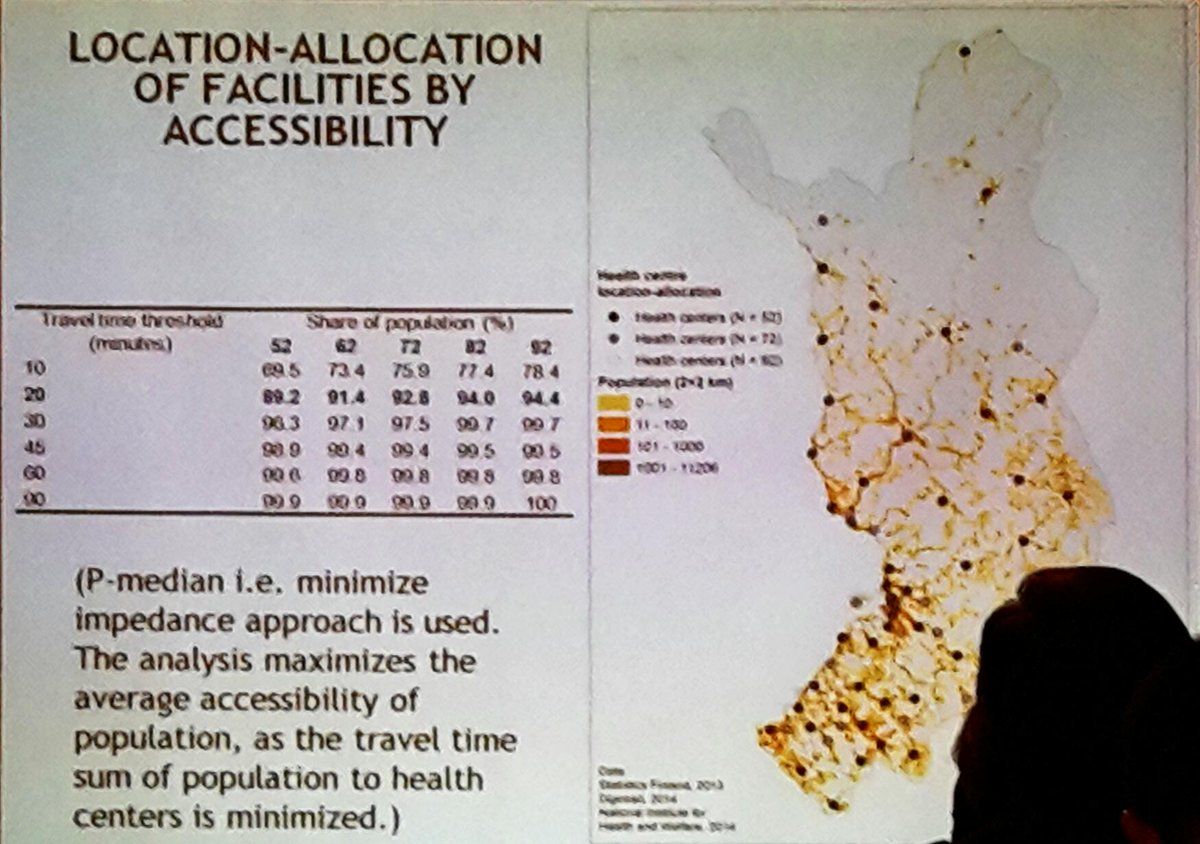 LOCATION-ALLOCATION
OF FACILITIES BY
ACCESSIBILITY
Travel time threshold
(minutes)
Share of population (%)
52 62 72 82 92
10 69.5 73.4 75.9 77.4 78.4
20 89.2 91.4 92.8 94.0 94.4
30 96.3 97.1 97.5 99.7 99.7
45 98.9 99.4 99.4 99.5 99.5
60 99.6 99.8 99.8 99.8 99.8
90 99.9 99.9 99.9 99.9 100
(P-median i.e. minimize
impedance approach is used.
The analysis maximizes the
average accessibility of
population, as the travel time
sum of population to health
centers is minimized.)
Health centre
location-allocation
Health centers (N = 52)
Health centers (N = 72)
Health centers (N = 92)
Population (2×2 km)
0 - 10
11 - 100
101 - 1000
1001 - 11206
Data
Statistics Finland, 2013
Digiroad, 2014
National Institute for
Health and Welfare, 2014